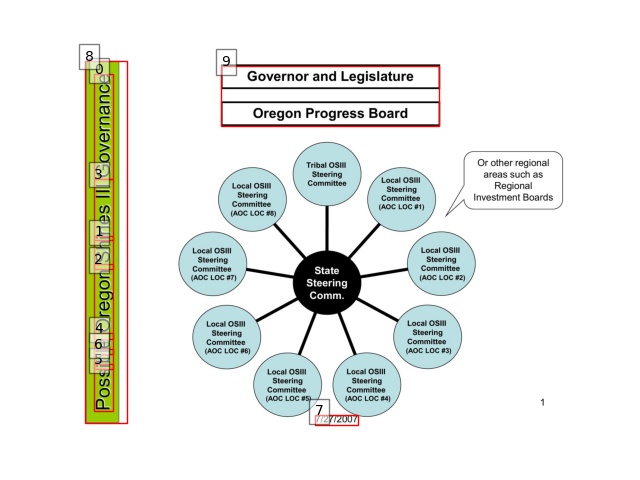 Possible Oregon Shines III Governance
Governor and Legislature
Oregon Progress Board
Tribal OSIII
Steering
Committee
Local OSIII
Steering
Committee
(AOC LOC #1)
Local OSIII
Steering
Committee
(AOC LOC #2)
Local OSIII
Steering
Committee
(AOC LOC #3)
Local OSIII
Steering
Committee
(AOC LOC #4)
Local OSIII
Steering
Committee
(AOC LOC #5)
Local OSIII
Steering
Committee
(AOC LOC #6)
Local OSIII
Steering
Committee
(AOC LOC #7)
Local OSIII
Steering
Committee
(AOC LOC #8)
State
Steering
Comm.
Or other regional
areas such as
Regional
Investment Boards
7/27/2007
1
8
0
3
1
2
4
6
5
9
7